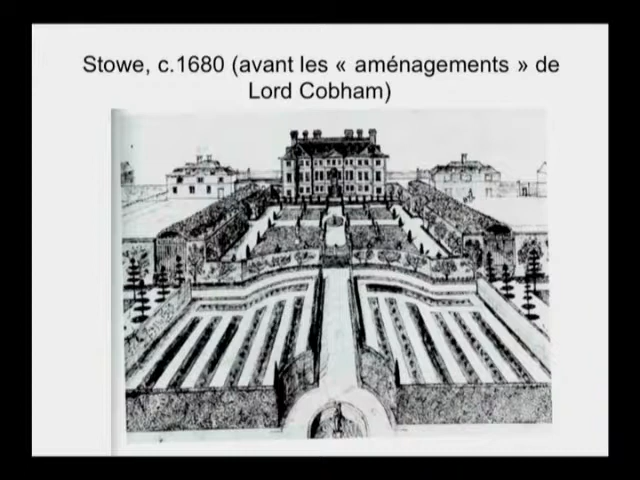 Stowe, c.1680 (avant les « aménagements » de
Lord Cobham)